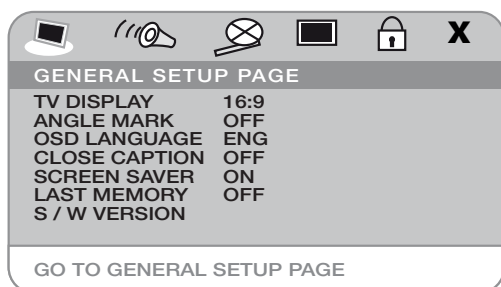 X
GENERAL SETUP PAGE
TV DISPLAY 16:9
ANGLE MARK OFF
OSD LANGUAGE ENG
CLOSE CAPTION OFF
SCREEN SAVER ON
LAST MEMORY OFF
S / W VERSION
GO TO GENERAL SETUP PAGE